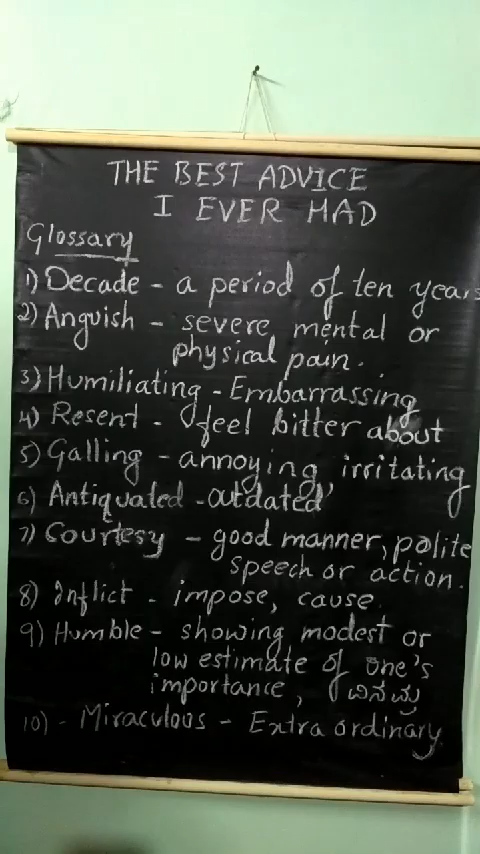 THE BEST ADVICE
I EVER HAD
Glossary
1) Decade - a period of ten years
2) Anguish - severe mental or
physical pain.
3) Humiliating - Embarrassing
4) Resent - feel bitter about
5) Galling - annoying, irritating
6) Antiquated - outdated
7) Courtesy - good manner, polite
speech or action.
8) Inflict - impose, cause.
9) Humble - showing modest or
low estimate of one's
importance, ವಿನಮ್ರ
10) - Miraculous - Extra ordinary